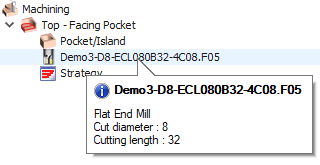 Machining
Top - Facing Pocket
Pocket/Island
Demo3-D8-ECL080B32-4C08.F05
Strategy
Demo3-D8-ECL080B32-4C08.F05
Flat End Mill
Cut diameter : 8
Cutting length : 32